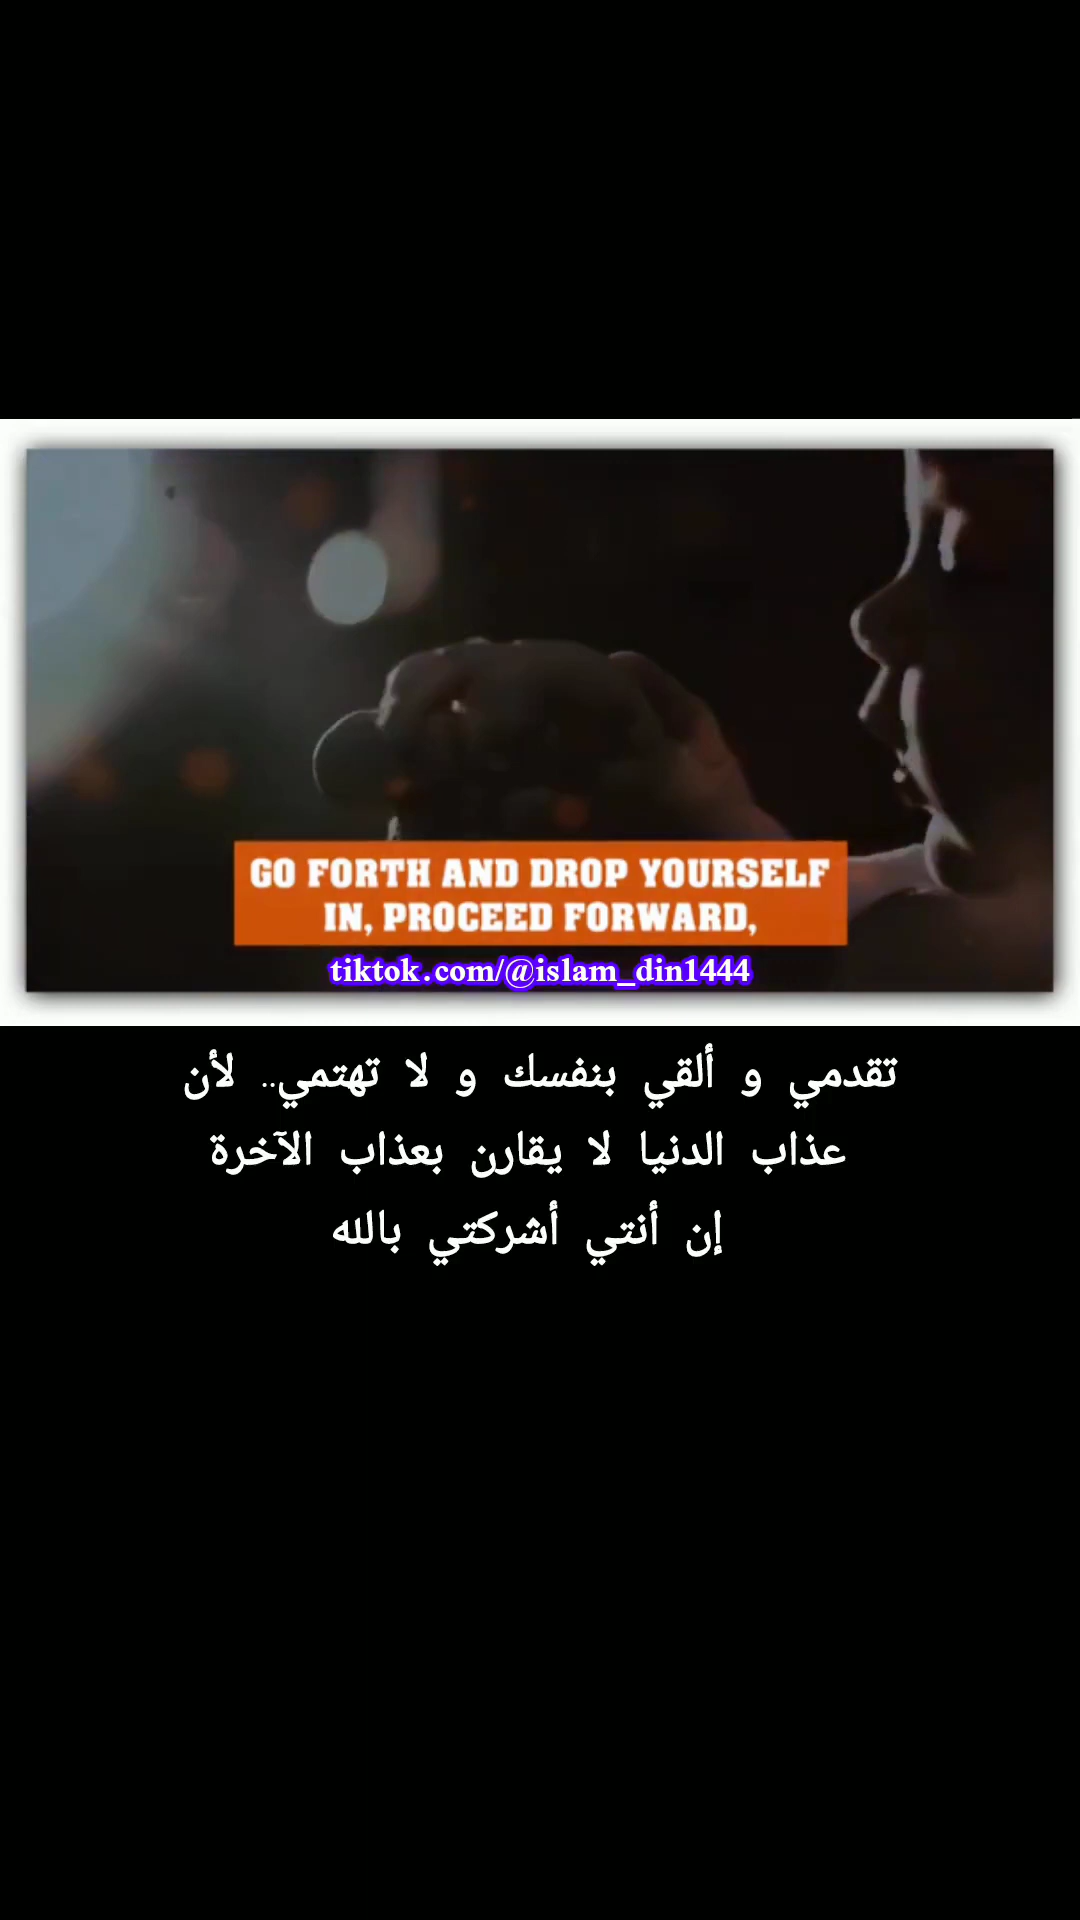 GO FORTH AND DROP YOURSELF
IN, PROCEED FORWARD,
tiktok.com/@islam_din1444
تقدمي و ألقي بنفسك و لا تهتمي.. لأن
عذاب الدنيا لا يقارن بعذاب الآخرة
إن أنتي أشركتي بالله